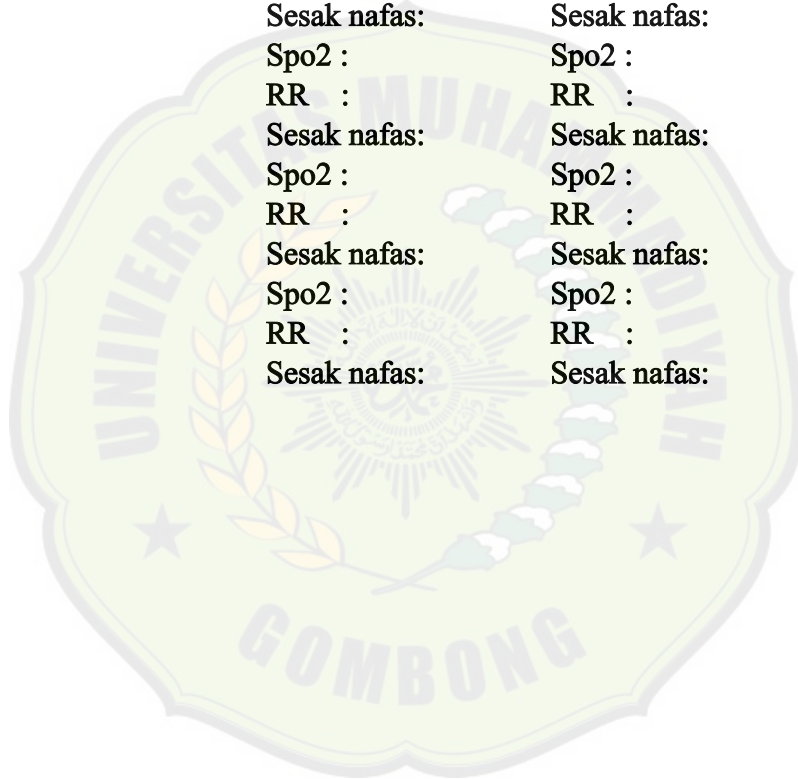 Sesak nafas: Sesak nafas:
Spo2 : Spo2 :
RR : RR :
Sesak nafas: Sesak nafas:
Spo2 : Spo2 :
RR : RR :
Sesak nafas: Sesak nafas:
Spo2 : Spo2 :
RR : RR :
Sesak nafas: Sesak nafas:
UNIVERSITAS MUHAMMADIYAH
GOMBONG